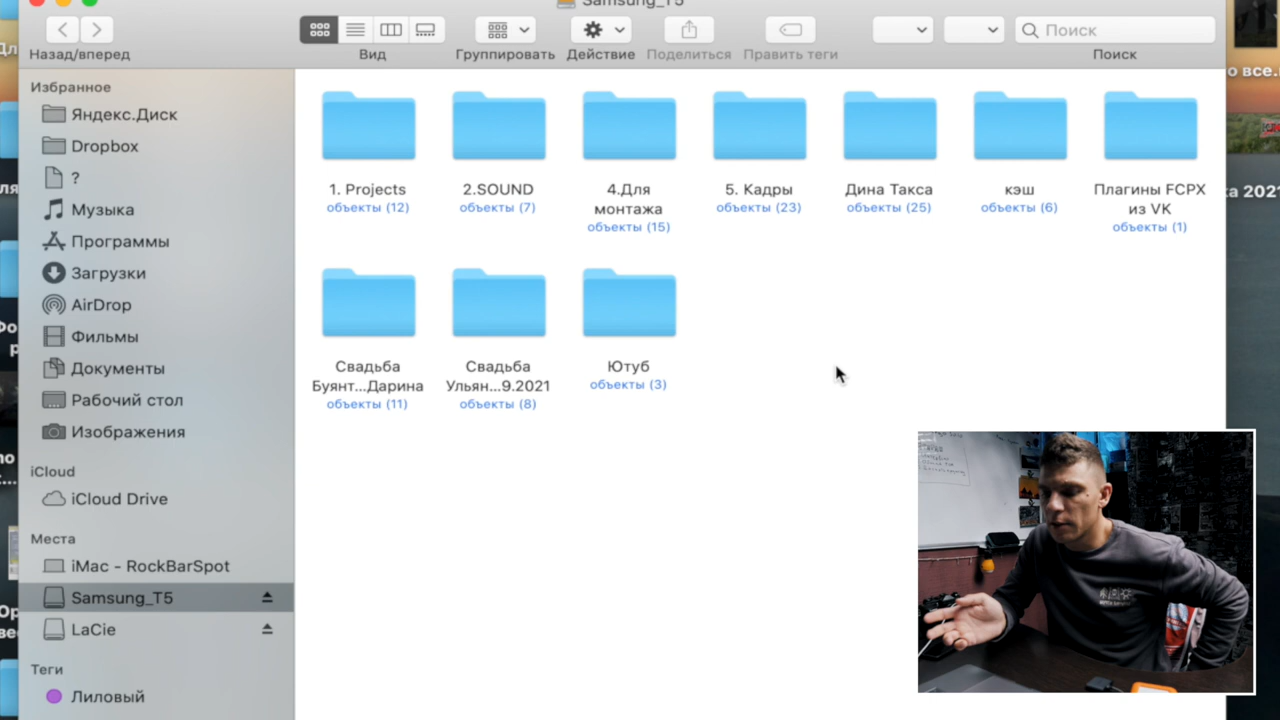 Samsung_T5
Назад/вперед
Вид
Группировать
Действие
Поделиться
Править теги
Поиск
Поиск
Избранное
Яндекс.Диск
Dropbox
?
Музыка
Программы
Загрузки
AirDrop
Фильмы
Документы
Рабочий стол
Изображения
iCloud
iCloud Drive
Места
iMac - RockBarSpot
Samsung_T5
LaCie
Теги
Лиловый
1. Projects
объекты (12)
2.SOUND
объекты (7)
4.Для
монтажа
объекты (15)
5. Кадры
объекты (23)
Дина Такса
объекты (25)
кэш
объекты (6)
Плагины FCPX
из VK
объекты (1)
Свадьба
Буянт...Дарина
объекты (11)
Свадьба
Ульян...9.2021
объекты (8)
Ютуб
объекты (3)
о все.
ка 2021